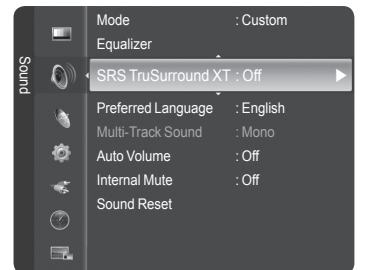 Sound
Mode : Custom
Equalizer
SRS TruSurround XT : Off
Preferred Language : English
Multi-Track Sound : Mono
Auto Volume : Off
Internal Mute : Off
Sound Reset